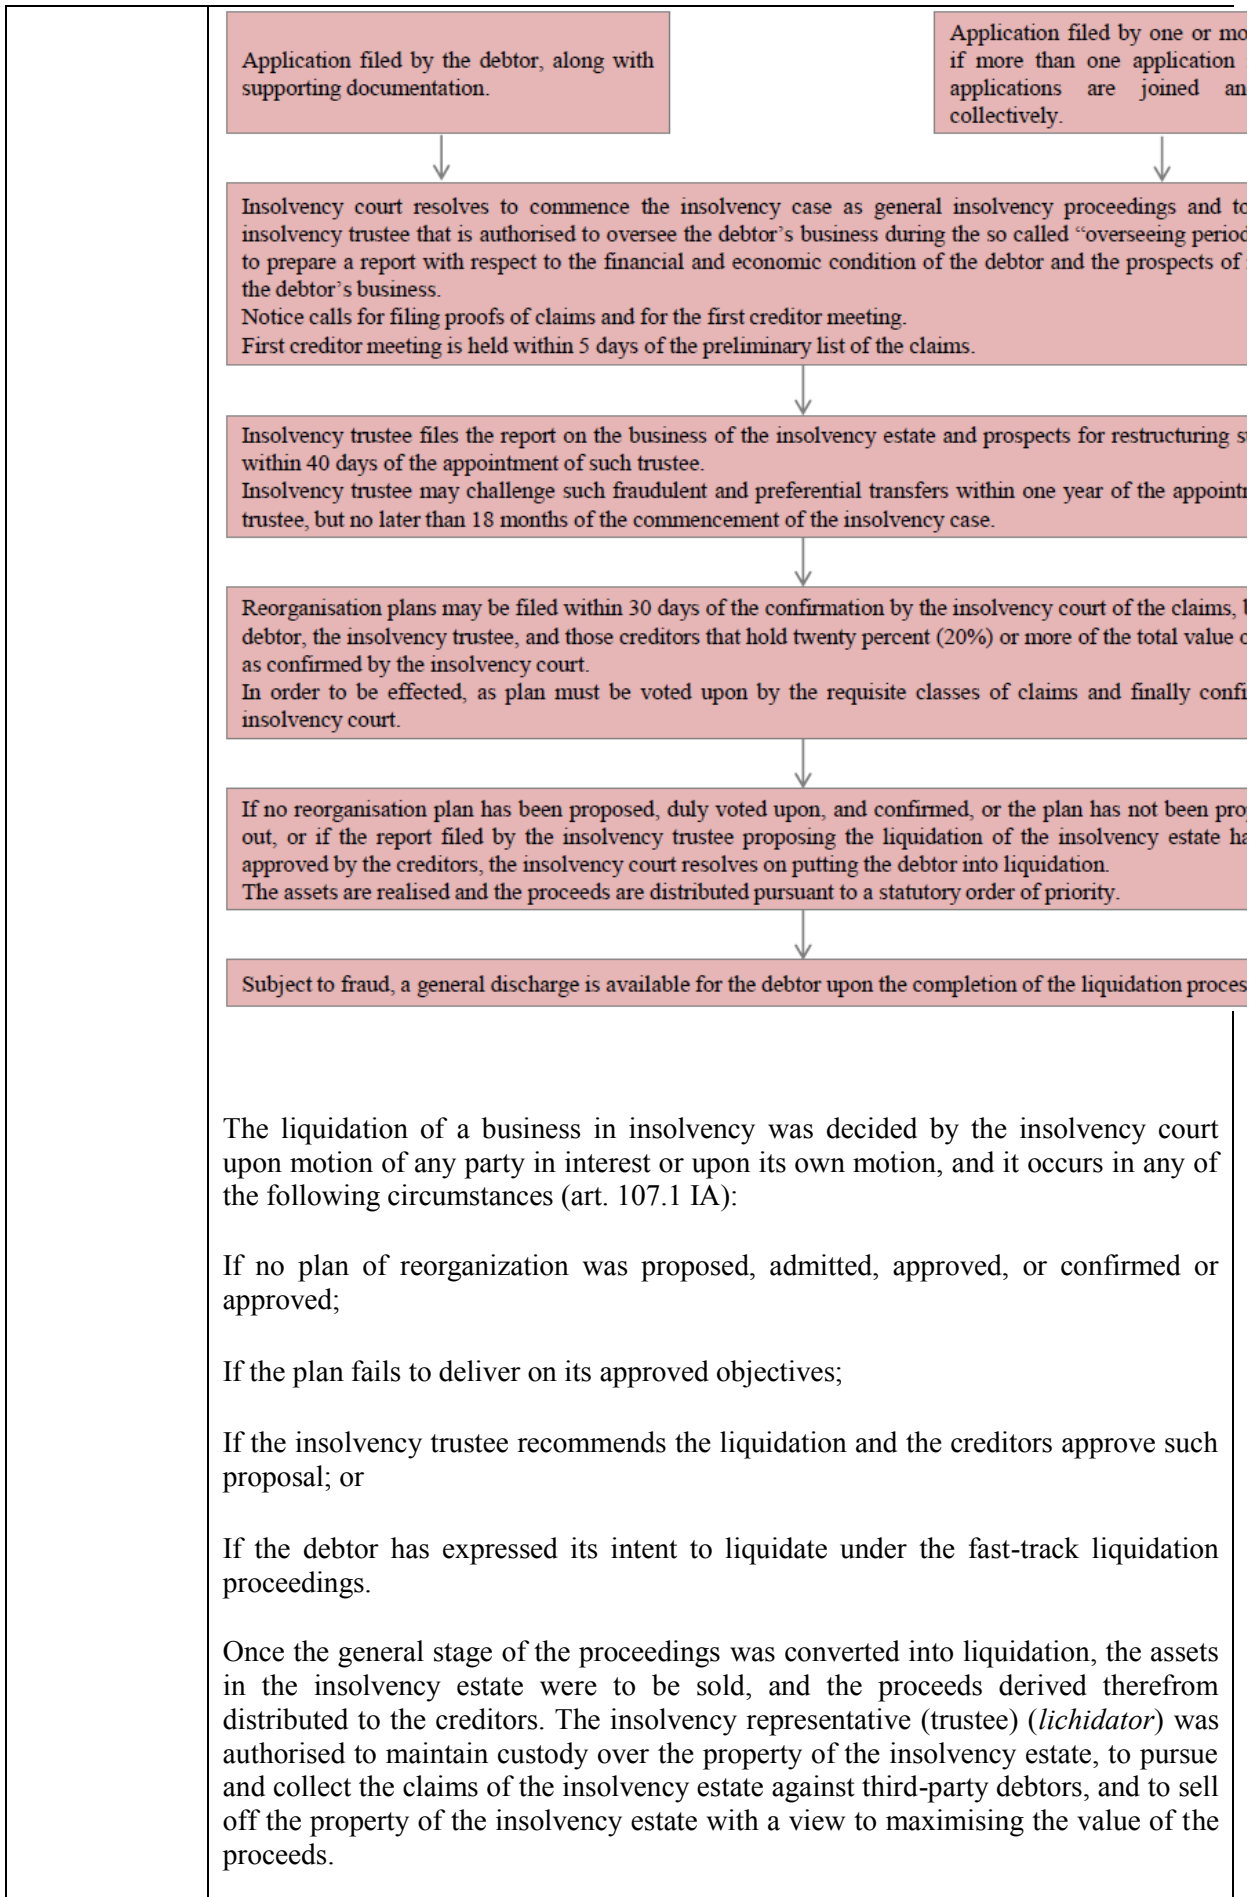 Application filed by the debtor, along with
supporting documentation.
Application filed by one or
if more than one application
applications are joined
collectively.
Insolvency court resolves to commence the insolvency case as general insolvency proceedings and to
insolvency trustee that is authorised to oversee the debtor’s business during the so called “overseeing period
to prepare a report with respect to the financial and economic condition of the debtor and the prospects of
the debtor’s business.
Notice calls for filing proofs of claims and for the first creditor meeting.
First creditor meeting is held within 5 days of the preliminary list of the claims.
Insolvency trustee files the report on the business of the insolvency estate and prospects for restructuring
within 40 days of the appointment of such trustee.
Insolvency trustee may challenge such fraudulent and preferential transfers within one year of the
trustee, but no later than 18 months of the commencement of the insolvency case.
Reorganisation plans may be filed within 30 days of the confirmation by the insolvency court of the claims,
debtor, the insolvency trustee, and those creditors that hold twenty percent (20%) or more of the total value
as confirmed by the insolvency court.
In order to be effected, as plan must be voted upon by the requisite classes of claims and finally
insolvency court.
If no reorganisation plan has been proposed, duly voted upon, and confirmed, or the plan has not been
out, or if the report filed by the insolvency trustee proposing the liquidation of the insolvency estate
approved by the creditors, the insolvency court resolves on putting the debtor into liquidation.
The assets are realised and the proceeds are distributed pursuant to a statutory order of priority.
Subject to fraud, a general discharge is available for the debtor upon the completion of the liquidation
The liquidation of a business in insolvency was decided by the insolvency court
upon motion of any party in interest or upon its own motion, and it occurs in any of
the following circumstances (art. 107.1 IA):
If no plan of reorganization was proposed, admitted, approved, or confirmed or
approved;
If the plan fails to deliver on its approved objectives;
If the insolvency trustee recommends the liquidation and the creditors approve such
proposal; or
If the debtor has expressed its intent to liquidate under the fast-track liquidation
proceedings.
Once the general stage of the proceedings was converted into liquidation, the assets
in the insolvency estate were to be sold, and the proceeds derived therefrom
distributed to the creditors. The insolvency representative (trustee) (lichidator) was
authorised to maintain custody over the property of the insolvency estate, to pursue
and collect the claims of the insolvency estate against third-party debtors, and to sell
off the property of the insolvency estate with a view to maximising the value of the
proceeds.